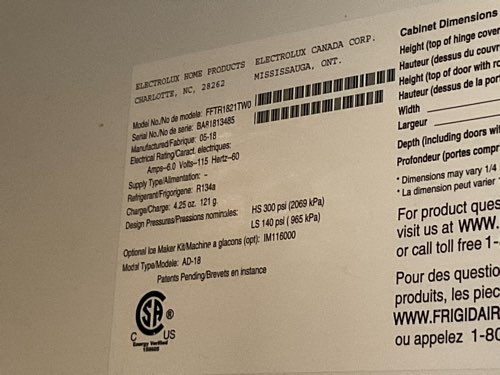 ELECTROLUX HOME PRODUCTS ELECTROLUX CANADA CORP.
CHARLOTTE, NC, 28262 MISSISSAUGA, ONT.
Model No./No de modele: FFTR1821TW0
Serial No./No de serie: BA81813485
Manufactured/Fabrique: 05-18
Electrical Rating/Caract. electriques:
Amps-6.0 Volts-115 Hertz-60
Supply Type/Alimentation: -
Refrigerant/Frigorigene: R134a
Charge/Charge: 4.25 oz. 121 g.
Design Pressures/Pressions nominales: HS 300 psi (2069 kPa)
LS 140 psi ( 965 kPa)
Optional Ice Maker Kit/Machine a glacons (opt): IM116000
Modal Type/Modele: AD-18
Patents Pending/Brevets en instance
CSA ®
C US
Energy Verified
Cabinet Dimensions
Height (top of hinge cover
Hauteur (dessus du couvr
Height (top of door with ro
Hauteur (dessus de la por
Width
Largeur
Depth (including doors wi
Profondeur (portes compr
* Dimensions may vary 1/4
* La dimension peut varier
For product ques
visit us at WWW.
or call toll free 1-
Pour des questio
produits, les piec
WWW.FRIGIDAIR
ou appelez 1-80